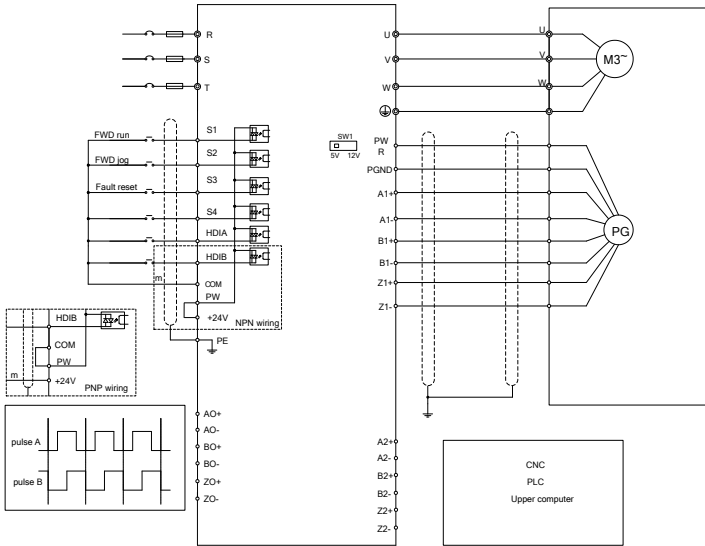 R
S
T
U
V
W
U
V
W
M3~
SW1
5V 12V
FWD run
FWD jog
Fault reset
S1
S2
S3
S4
HDIA
HDIB
m
COM
PW
+24V
NPN wiring
PE
PW
R
PGND
A1+
A1-
B1+
B1-
Z1+
Z1-
PG
HDIB
COM
PW
m
+24V
PNP wiring
pulse A
pulse B
AO+
AO-
BO+
BO-
ZO+
ZO-
A2+
A2-
B2+
B2-
Z2+
Z2-
CNC
PLC
Upper computer